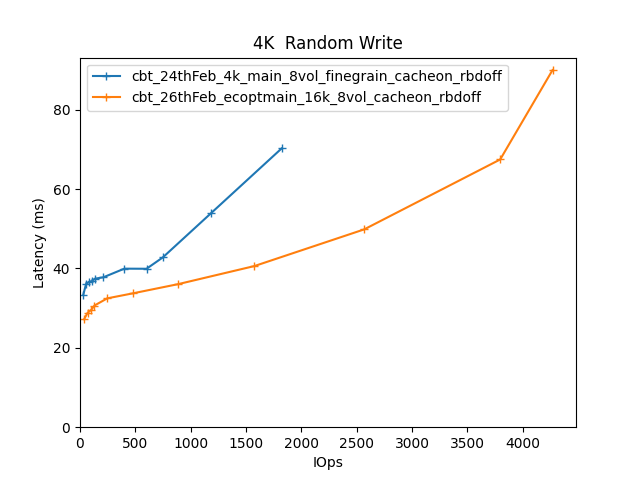 4K  Random Write
cbt_24thFeb_4k_main_8vol_finegrain_cacheon_rbdoff
cbt_26thFeb_ecoptmain_16k_8vol_cacheon_rbdoff
80
60
40
20
0
Latency (ms)
0 500 1000 1500 2000 2500 3000 3500 4000
IOps